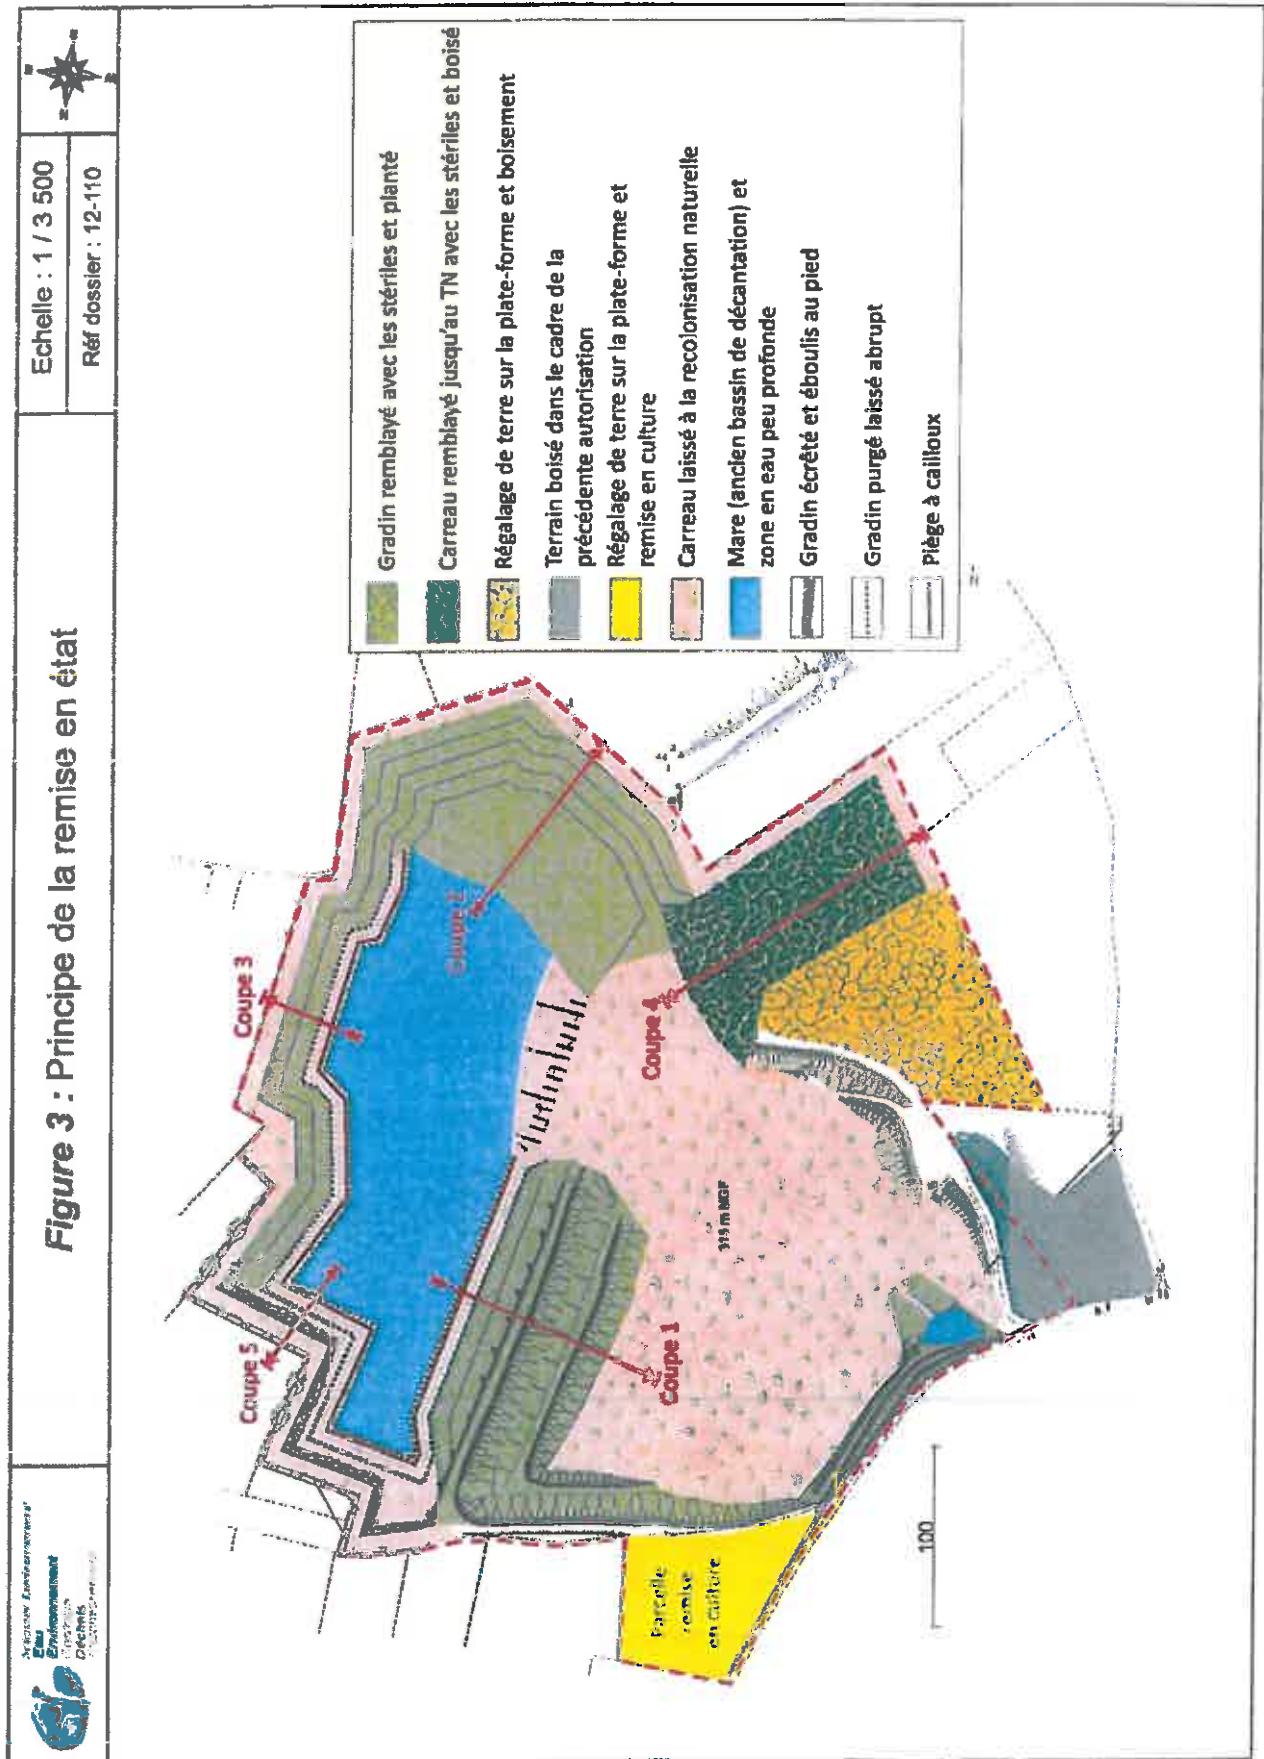 Eau
Environnement
Déchets
Figure 3 : Principe de la remise en état
Echelle : 1 / 3 500
Réf dossier : 12-110
Coupe 5
Coupe 3
Coupe 2
Coupe 1
Coupe 4
315 m NGF
Parcelle
remise
en culture
100
Gradin remblayé avec les stériles et planté
Carreau remblayé jusqu'au TN avec les stériles et boisé
Régalage de terre sur la plate-forme et boisement
Terrain boisé dans le cadre de la
précédente autorisation
Régalage de terre sur la plate-forme et
remise en culture
Carreau laissé à la recolonisation naturelle
Mare (ancien bassin de décantation) et
zone en eau peu profonde
Gradin écrêté et éboulis au pied
Gradin purgé laissé abrupt
Piège à cailloux